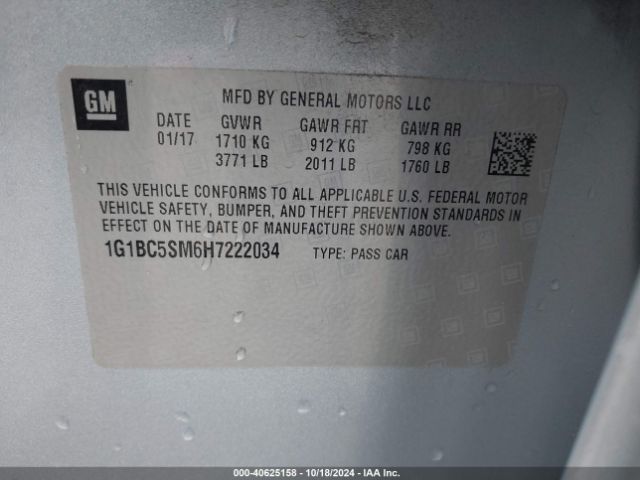 GM
MFD BY GENERAL MOTORS LLC
DATE GVWR GAWR FRT GAWR RR
01/17 1710 KG 912 KG 798 KG
3771 LB 2011 LB 1760 LB
THIS VEHICLE CONFORMS TO ALL APPLICABLE U.S. FEDERAL MOTOR
VEHICLE SAFETY, BUMPER, AND THEFT PREVENTION STANDARDS IN
EFFECT ON THE DATE OF MANUFACTURE SHOWN ABOVE.
1G1BC5SM6H7222034 TYPE: PASS CAR
000-40625158 - 10/18/2024 - IAA Inc.